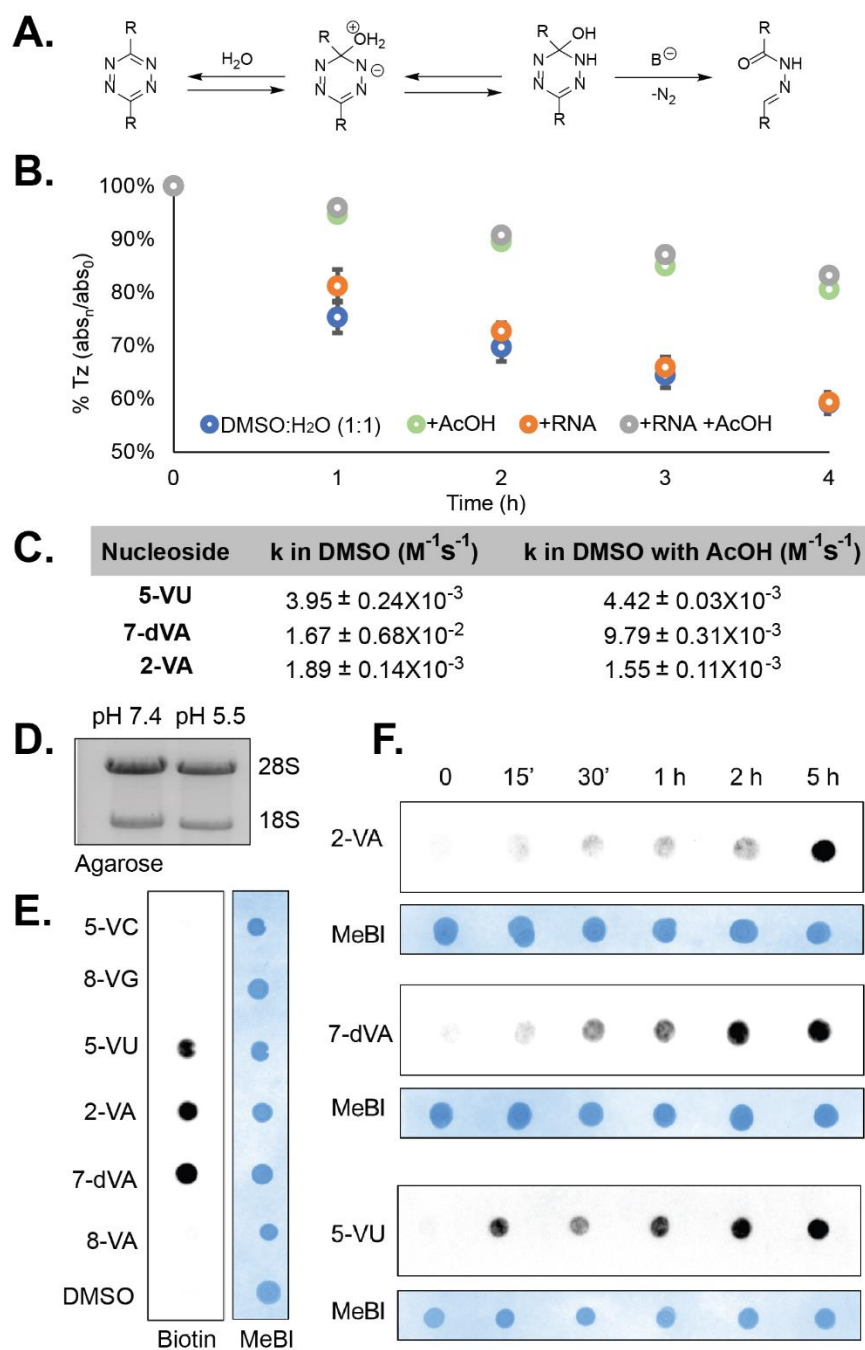 A.
R
N N
N N
R
H₂O
R ⊕ OH₂
N N ⊖
N N
R
R OH
N NH
N N
R
B⊖
-N₂
R
O NH
N
R
B.
100%
90%
80%
70%
60%
50%
% Tz (absₙ/abs₀)
DMSO:H₂O (1:1) +AcOH +RNA +RNA +AcOH
0 1 2 3 4
Time (h)
C.
Nucleoside k in DMSO (M⁻¹s⁻¹) k in DMSO with AcOH (M⁻¹s⁻¹)
5-VU 3.95 ± 0.24X10⁻³ 4.42 ± 0.03X10⁻³
7-dVA 1.67 ± 0.68X10⁻² 9.79 ± 0.31X10⁻³
2-VA 1.89 ± 0.14X10⁻³ 1.55 ± 0.11X10⁻³
D.
pH 7.4 pH 5.5
28S
18S
Agarose
E.
5-VC
8-VG
5-VU
2-VA
7-dVA
8-VA
DMSO
Biotin MeBl
F.
0 15' 30' 1 h 2 h 5 h
2-VA
MeBl
7-dVA
MeBl
5-VU
MeBl